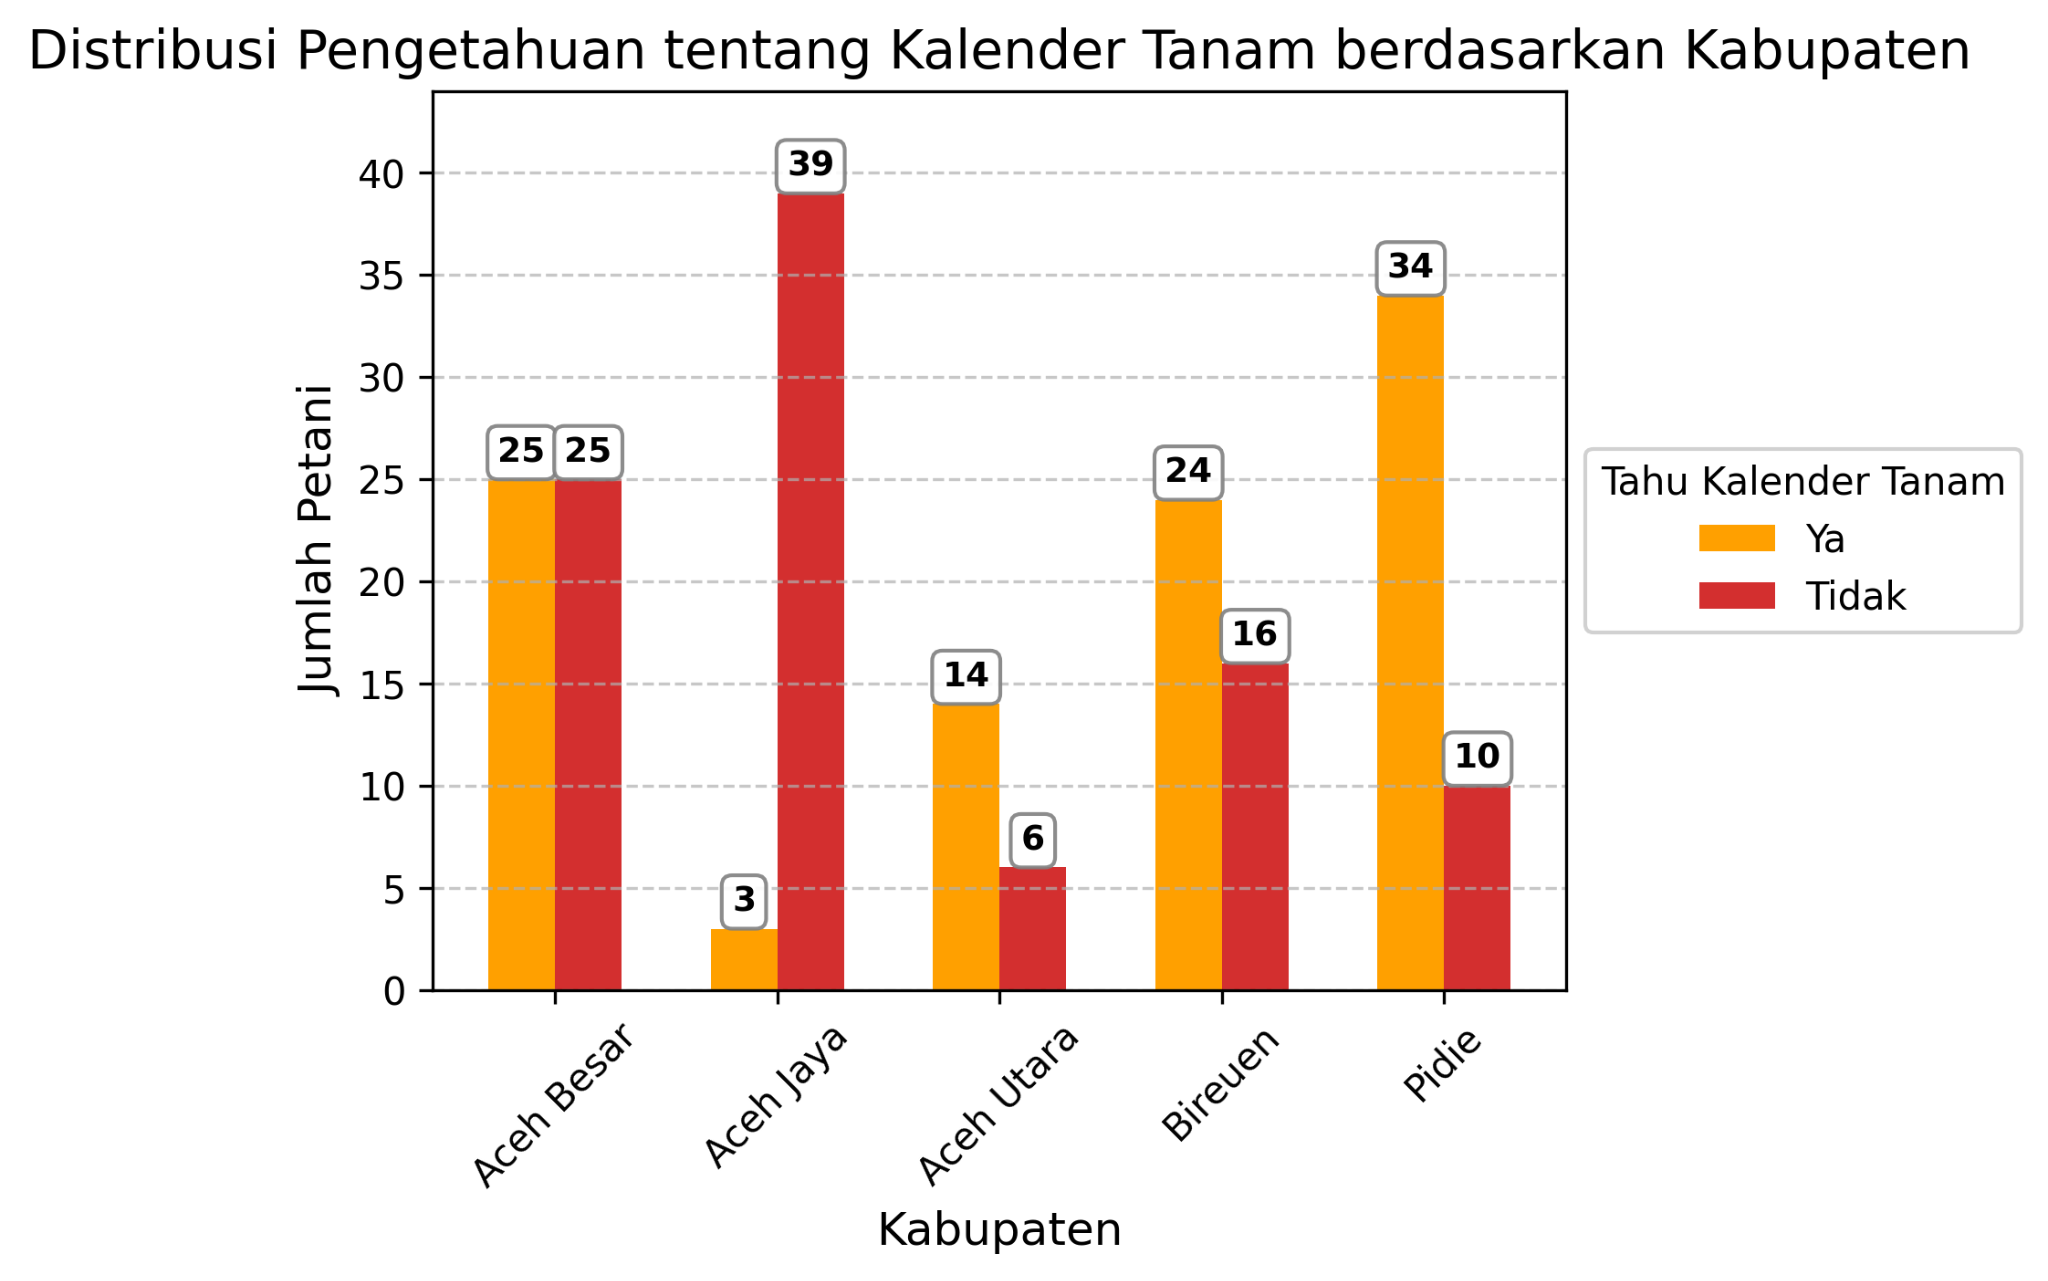 Distribusi Pengetahuan tentang Kalender Tanam berdasarkan Kabupaten
Jumlah Petani
40
35
30
25
20
15
10
5
0
25
25
3
39
14
6
24
16
34
10
Aceh Besar
Aceh Jaya
Aceh Utara
Bireuen
Pidie
Kabupaten
Tahu Kalender Tanam
Ya
Tidak